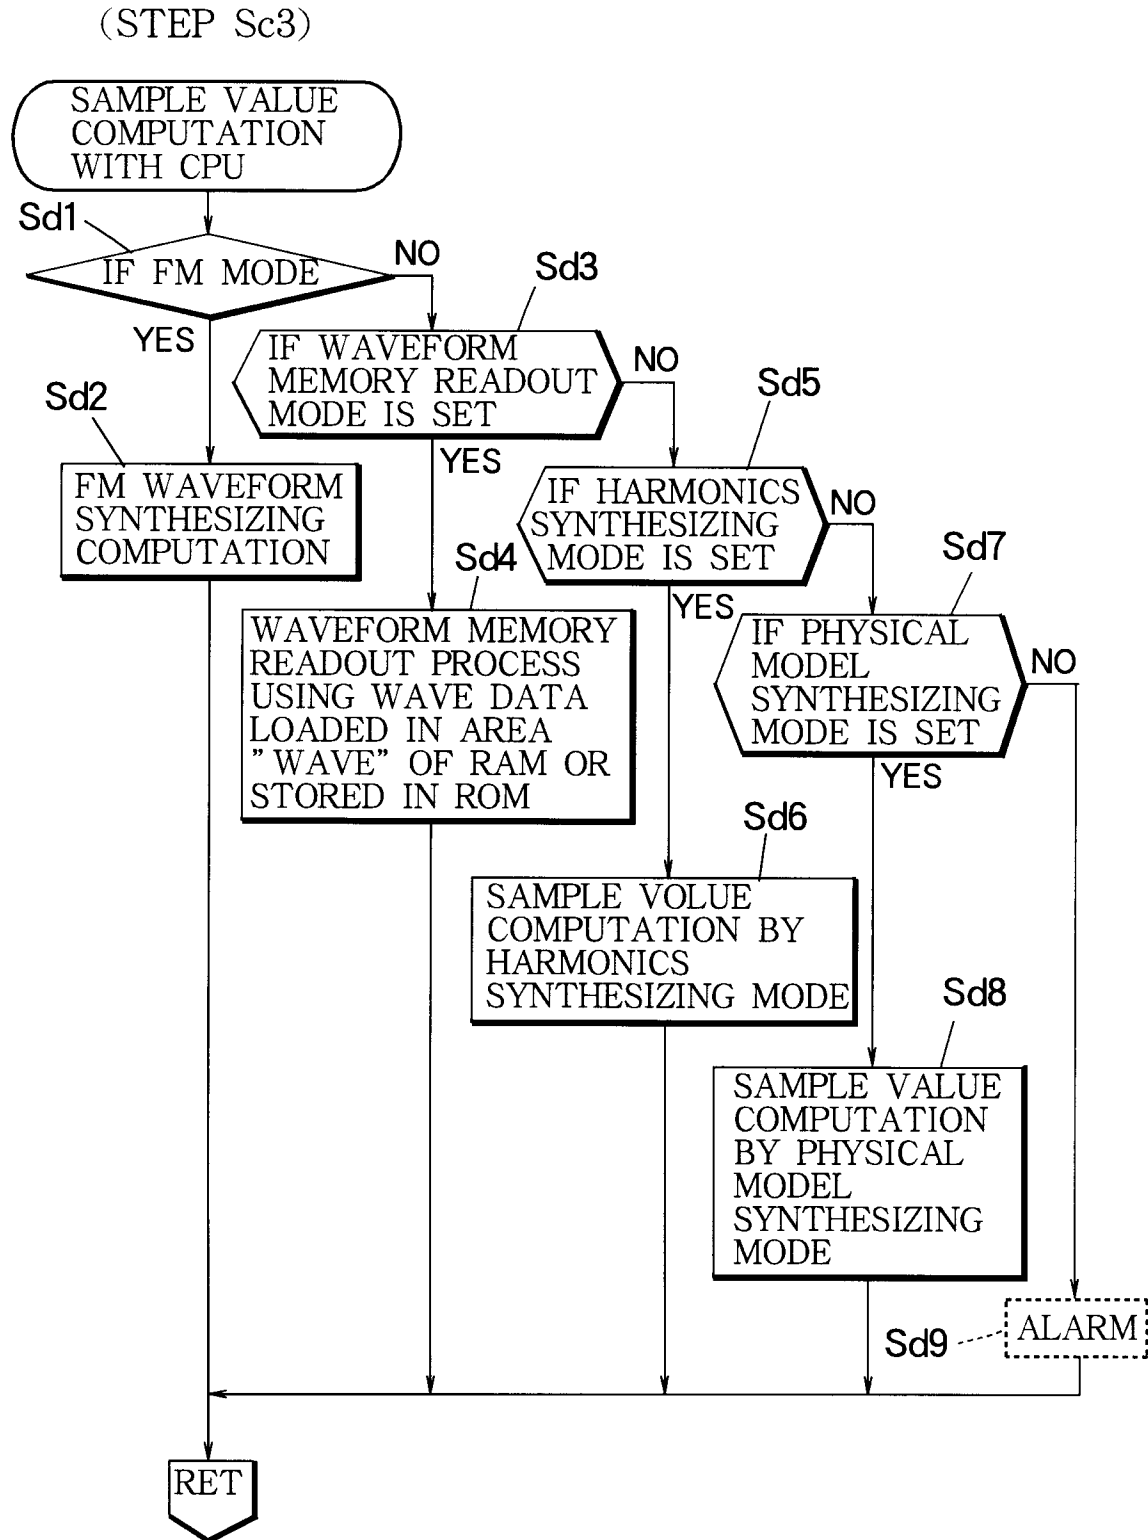 (STEP Sc3)
SAMPLE VALUE
COMPUTATION
WITH CPU
Sd1
IF FM MODE
NO
YES
Sd3
IF WAVEFORM
MEMORY READOUT
MODE IS SET
NO
YES
Sd2
FM WAVEFORM
SYNTHESIZING
COMPUTATION
Sd5
IF HARMONICS
SYNTHESIZING
MODE IS SET
NO
YES
Sd4
WAVEFORM MEMORY
READOUT PROCESS
USING WAVE DATA
LOADED IN AREA
"WAVE" OF RAM OR
STORED IN ROM
Sd7
IF PHYSICAL
MODEL
SYNTHESIZING
MODE IS SET
NO
YES
Sd6
SAMPLE VOLUE
COMPUTATION BY
HARMONICS
SYNTHESIZING MODE
Sd8
SAMPLE VALUE
COMPUTATION
BY PHYSICAL
MODEL
SYNTHESIZING
MODE
Sd9
ALARM
RET